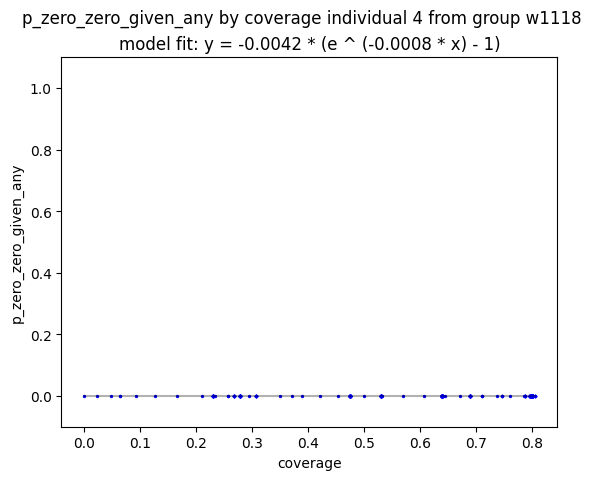 p_zero_zero_given_any by coverage individual 4 from group w1118
model fit: y = -0.0042 * (e ^ (-0.0008 * x) - 1)
1.0
0.8
0.6
0.4
0.2
0.0
p_zero_zero_given_any
0.0 0.1 0.2 0.3 0.4 0.5 0.6 0.7 0.8
coverage